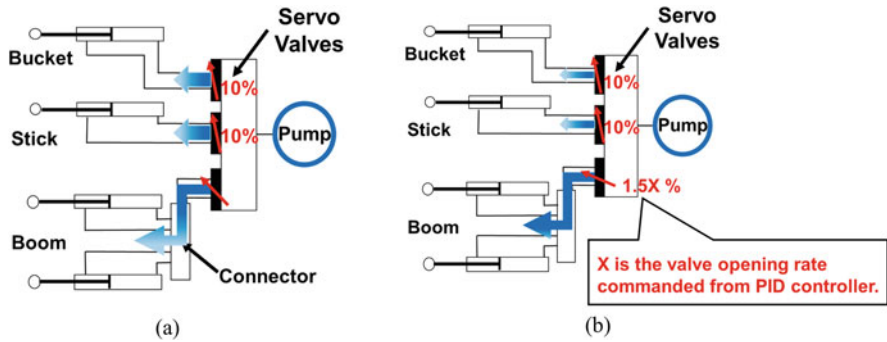 Servo
Valves
Bucket
10%
Stick
10%
Pump
Boom
Connector
(a)
Servo
Valves
Bucket
10%
Stick
10%
Pump
1.5X %
Boom
X is the valve opening rate
commanded from PID controller.
(b)